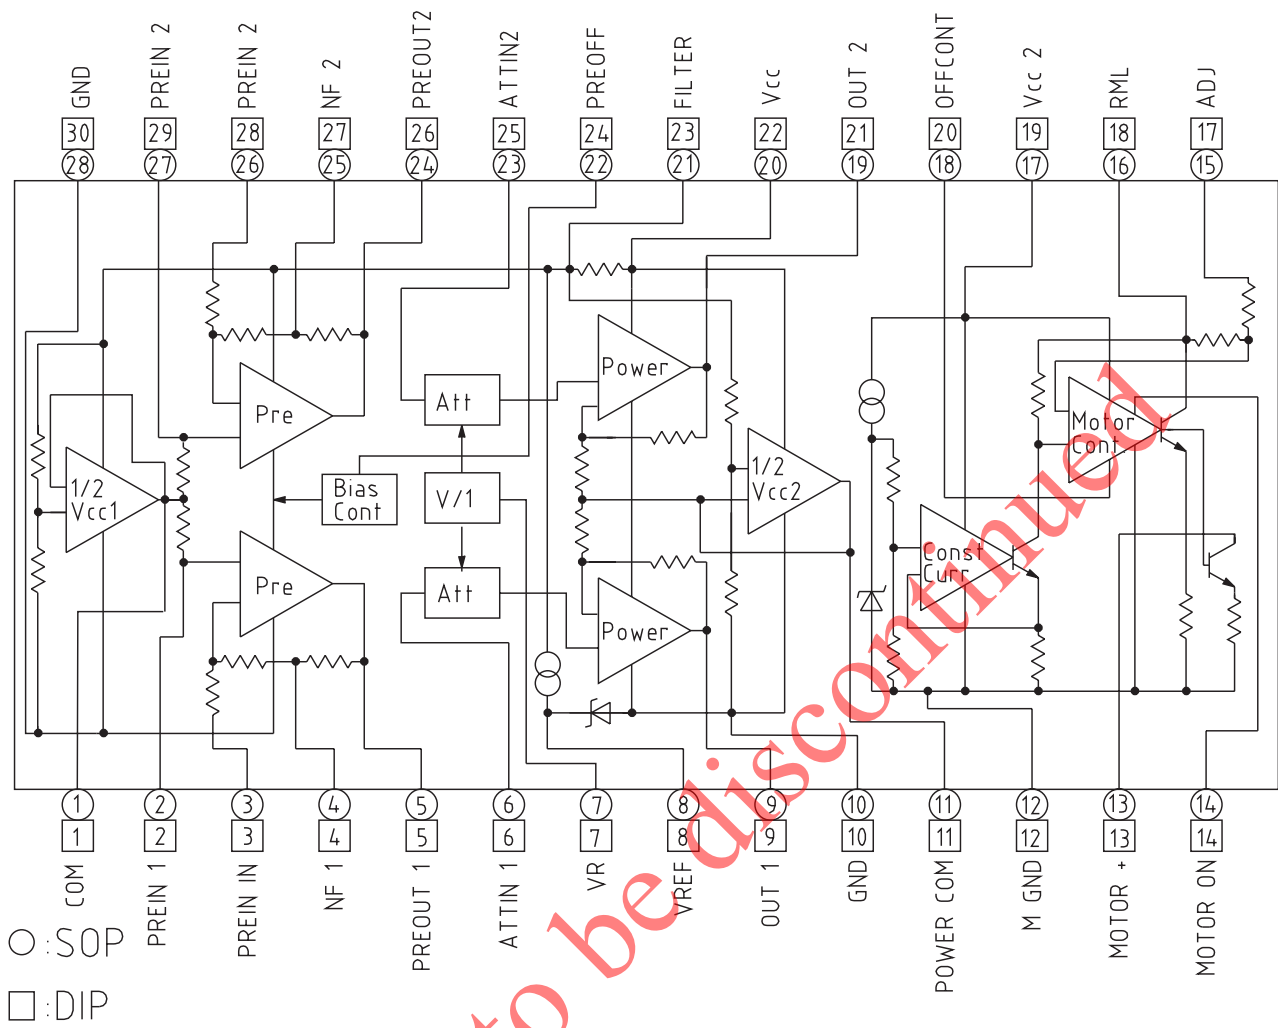 GND
PREIN 2
PREIN 2
NF 2
PREOUT2
ATTIN2
PREOFF
FILTER
Vcc
OUT 2
OFFCONT
Vcc 2
RML
ADJ
30 29 28 27 26 25 24 23 22 21 20 19 18 17
28 27 26 25 24 23 22 21 20 19 18 17 16 15
Power
Att
Pre
Motor
Cont
1/2
Vcc1
Bias
Cont
V/1
1/2
Vcc2
Const
Curr
Pre
Att
Power
1 2 3 4 5 6 7 8 9 10 11 12 13 14
1 2 3 4 5 6 7 8 9 10 11 12 13 14
COM
PREIN 1
PREIN IN
NF 1
PREOUT 1
ATTIN 1
VR
VREF
OUT 1
GND
POWER COM
M GND
MOTOR +
MOTOR ON
:SOP
:DIP
to be discontinued